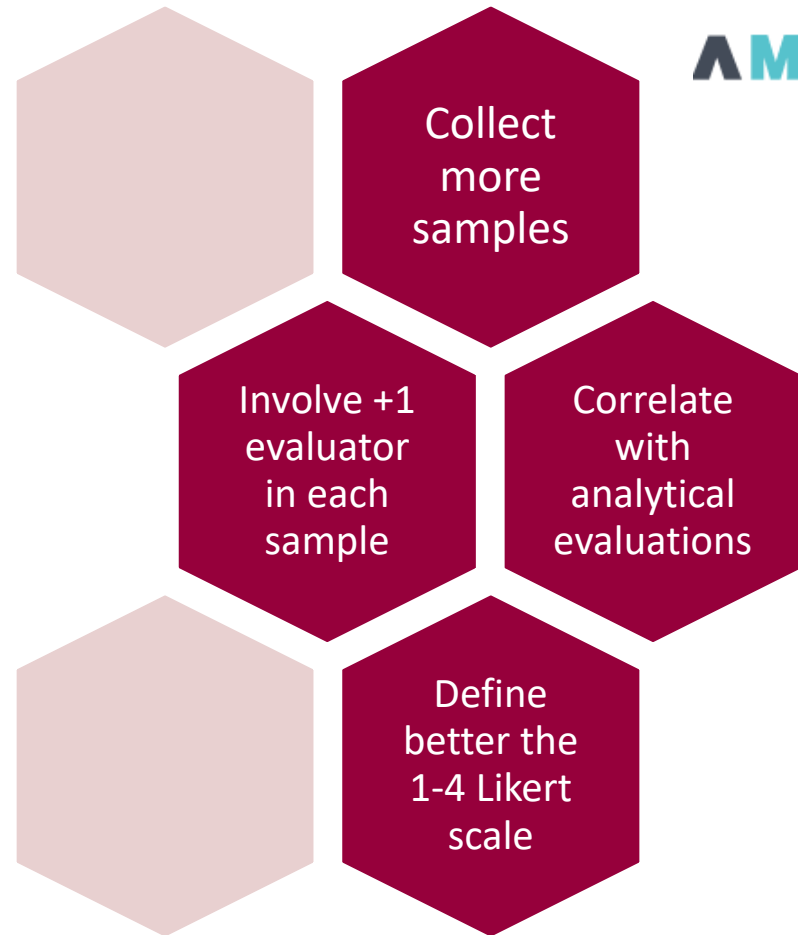 AM
Collect
more
samples
Involve +1
evaluator
in each
sample
Correlate
with
analytical
evaluations
Define
better the
1-4 Likert
scale